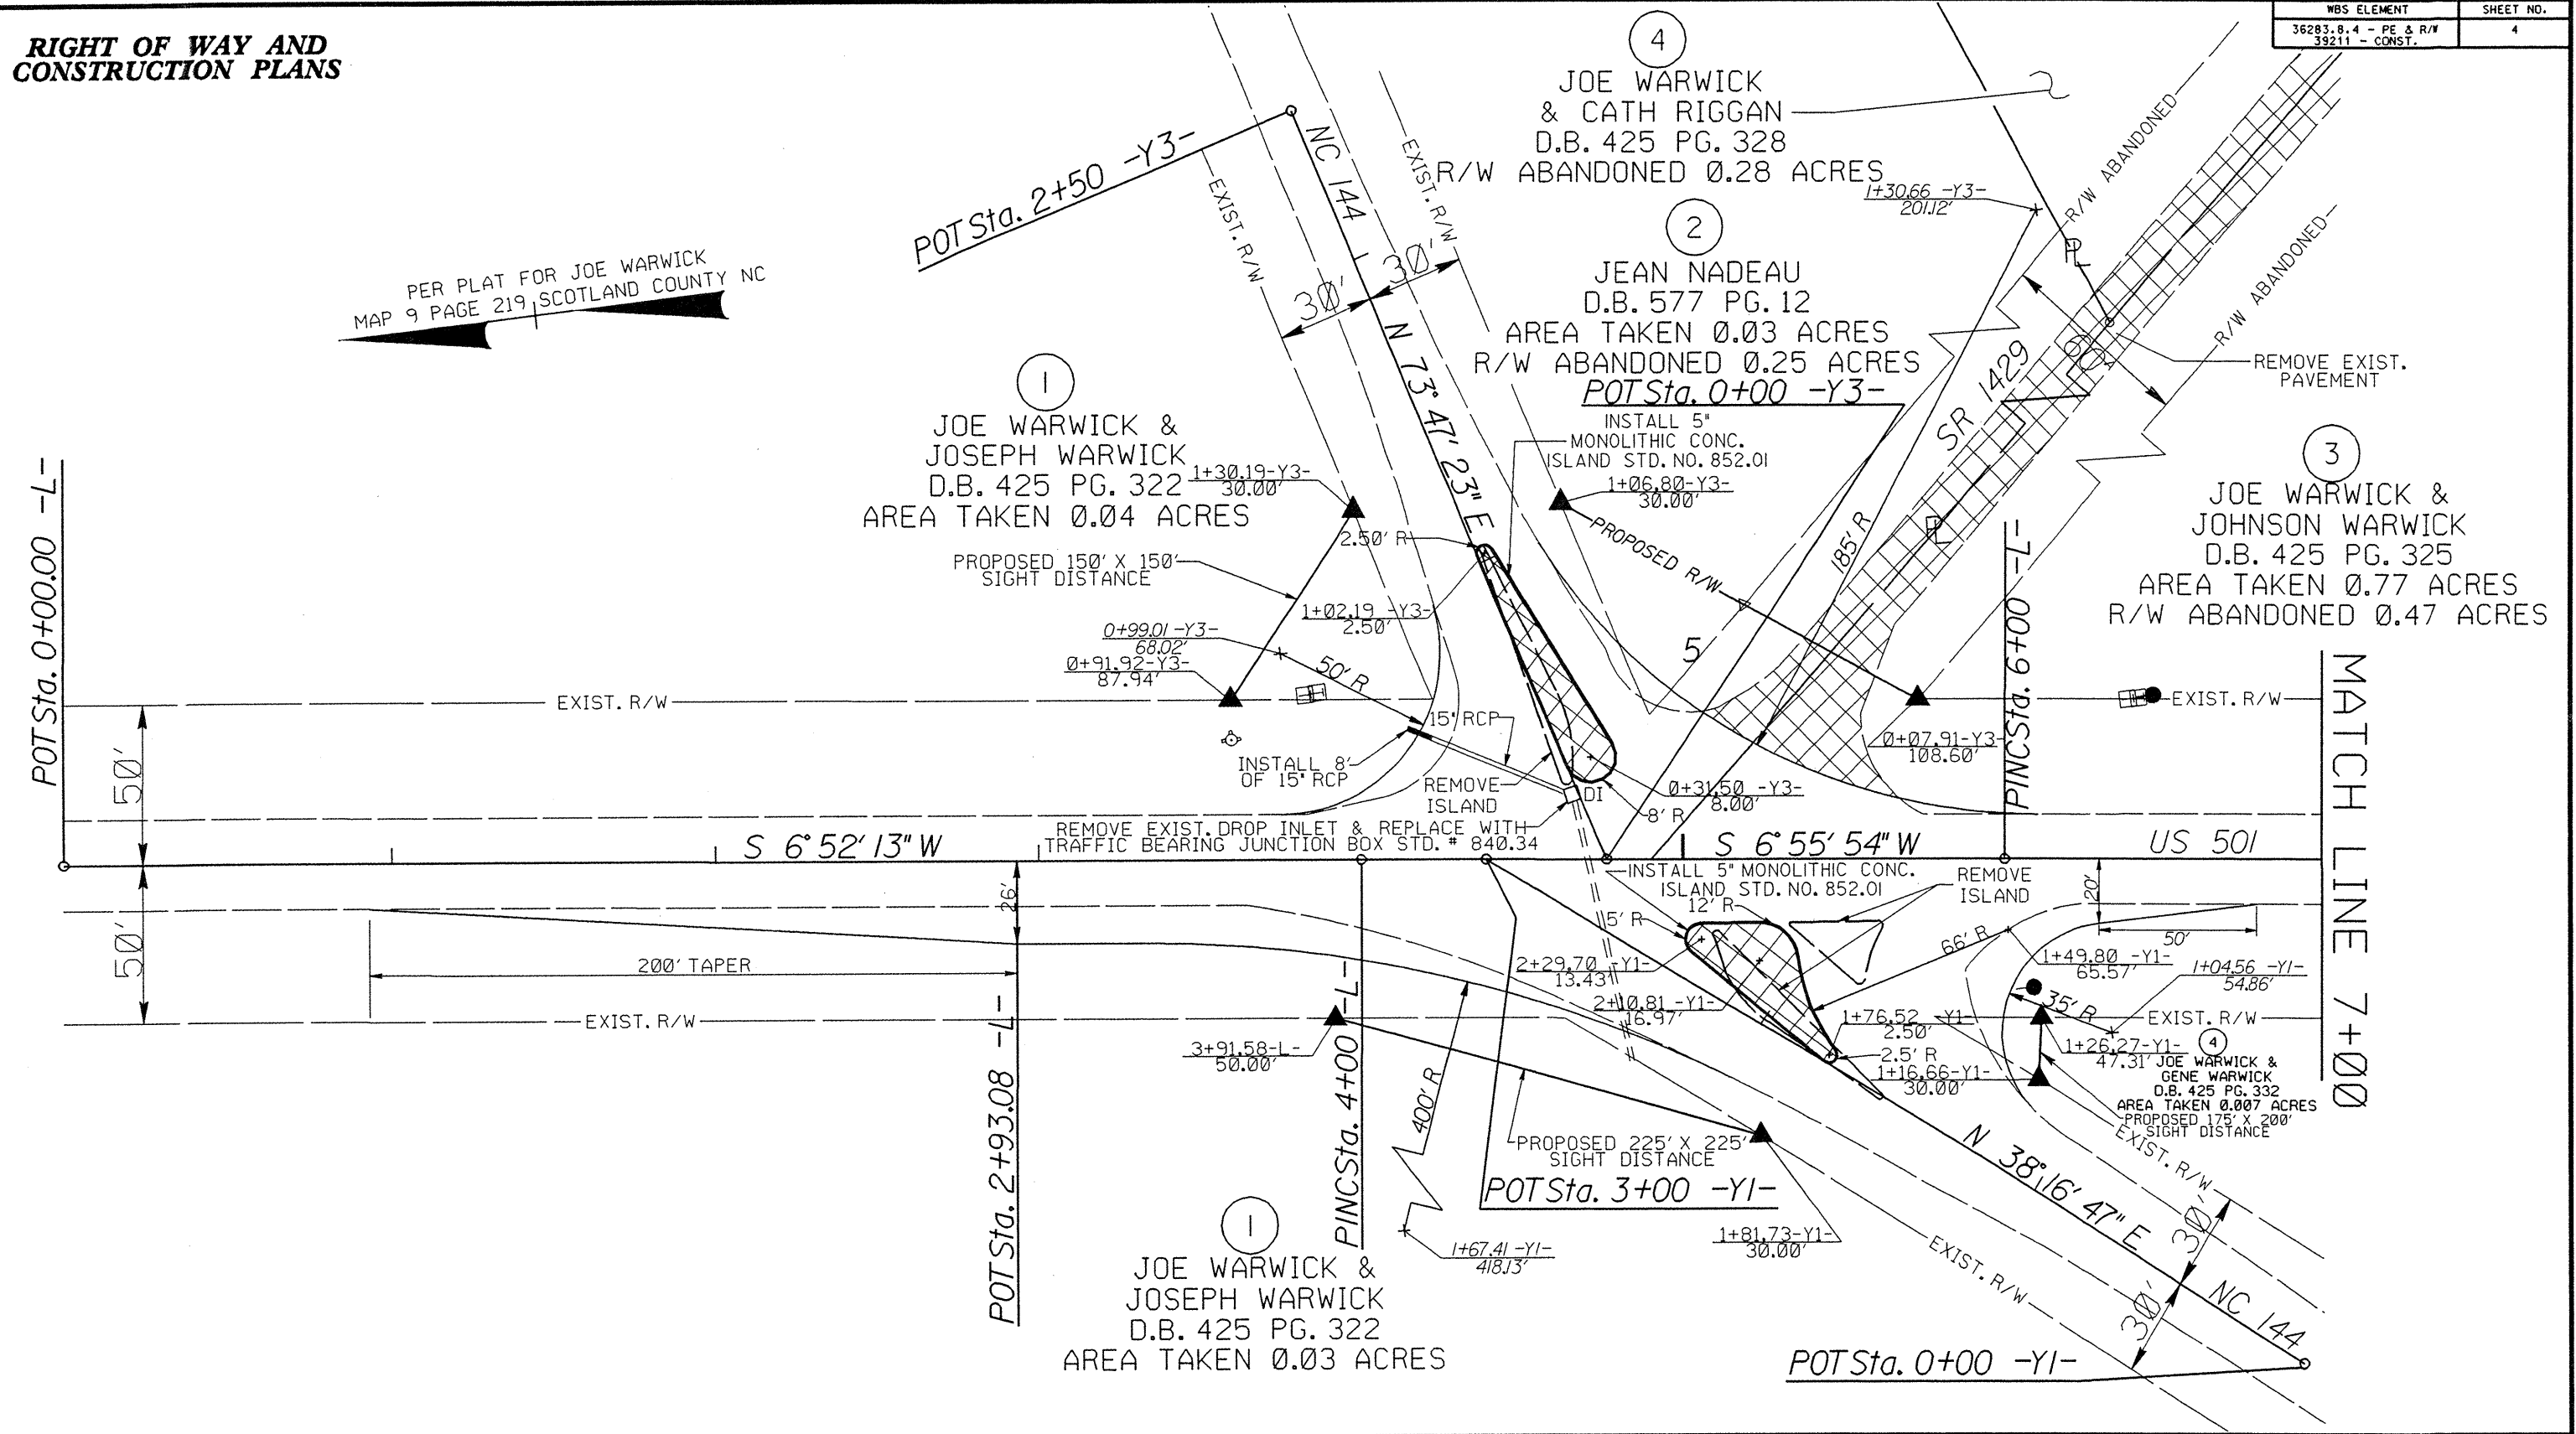 RIGHT OF WAY AND
CONSTRUCTION PLANS
WBS ELEMENT
SHEET NO.
36283.8.4 - PE & R/W
39211 - CONST.
4
PER PLAT FOR JOE WARWICK
MAP 9 PAGE 219, SCOTLAND COUNTY NC
POT Sta. 2+50 -Y3-
NC 144
EXIST. R/W
EXIST. R/W
30'
30'
N 73° 47' 23" E
4
JOE WARWICK
& CATH RIGGAN
D.B. 425 PG. 328
R/W ABANDONED 0.28 ACRES
1+30.66 -Y3-
201.12'
2
JEAN NADEAU
D.B. 577 PG. 12
AREA TAKEN 0.03 ACRES
R/W ABANDONED 0.25 ACRES
POT Sta. 0+00 -Y3-
INSTALL 5"
MONOLITHIC CONC.
ISLAND STD. NO. 852.01
1+06.80-Y3-
30.00'
R/W ABANDONED
R/W ABANDONED
PL
60'
SR 1429
REMOVE EXIST.
PAVEMENT
185' R
PROPOSED R/W
5
3
JOE WARWICK &
JOHNSON WARWICK
D.B. 425 PG. 325
AREA TAKEN 0.77 ACRES
R/W ABANDONED 0.47 ACRES
1
JOE WARWICK &
JOSEPH WARWICK
D.B. 425 PG. 322
AREA TAKEN 0.04 ACRES
1+30.19-Y3-
30.00'
PROPOSED 150' X 150'
SIGHT DISTANCE
2.50' R
1+02.19 -Y3-
2.50'
0+99.01 -Y3-
68.02'
0+91.92-Y3-
87.94'
50' R
15" RCP
INSTALL 8'
OF 15" RCP
REMOVE
ISLAND
DI
0+31.50 -Y3-
8.00'
8' R
0+07.91-Y3-
108.60'
PINC Sta. 6+00 -L-
EXIST. R/W
EXIST. R/W
POT Sta. 0+00.00 -L-
50'
50'
REMOVE EXIST. DROP INLET & REPLACE WITH
TRAFFIC BEARING JUNCTION BOX STD. # 840.34
S 6° 52' 13" W
S 6° 55' 54" W
US 501
MATCH LINE 7+00
INSTALL 5" MONOLITHIC CONC.
ISLAND STD. NO. 852.01
REMOVE
ISLAND
12' R
5' R
26'
200' TAPER
EXIST. R/W
POT Sta. 2+93.08 -L-
3+91.58-L-
50.00'
PINC Sta. 4+00 -L-
400' R
1+67.41 -Y1-
418.13'
2+29.70 -Y1-
13.43'
2+10.81 -Y1-
16.97'
66' R
20'
50'
1+49.80 -Y1-
65.57'
1+04.56 -Y1-
54.86'
35' R
EXIST. R/W
1+76.52 -Y1-
2.50'
2.5' R
1+26.27-Y1-
47.31'
1+16.66-Y1-
30.00'
4
JOE WARWICK &
GENE WARWICK
D.B. 425 PG. 332
AREA TAKEN 0.007 ACRES
PROPOSED 175' X 200'
SIGHT DISTANCE
EXIST. R/W
PROPOSED 225' X 225'
SIGHT DISTANCE
POT Sta. 3+00 -Y1-
1+81.73-Y1-
30.00'
N 38° 16' 47" E
EXIST. R/W
30'
30'
NC 144
POT Sta. 0+00 -Y1-
1
JOE WARWICK &
JOSEPH WARWICK
D.B. 425 PG. 322
AREA TAKEN 0.03 ACRES